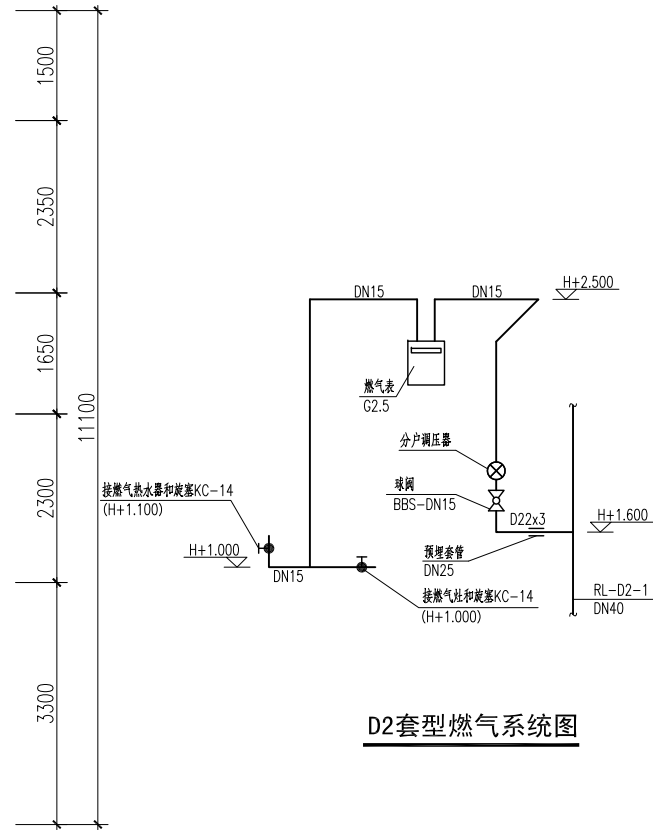 1500
2350
1650
11100
2300
3300
DN15
DN15
H+2.500
燃气表
G2.5
分户调压器
球阀
BBS-DN15
D22x3
H+1.600
预埋套管
DN25
接燃气热水器和旋塞KC-14
(H+1.100)
H+1.000
DN15
接燃气灶和旋塞KC-14
(H+1.000)
RL-D2-1
DN40
D2套型燃气系统图